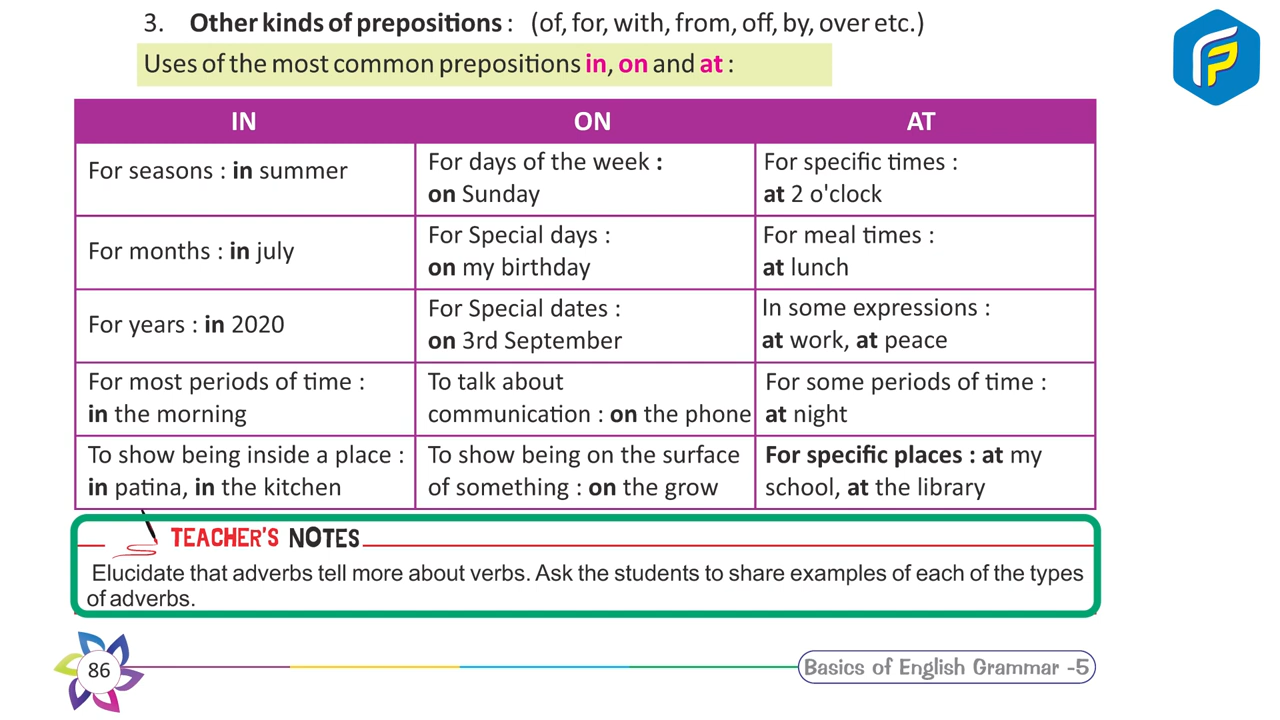 3. Other kinds of prepositions : (of, for, with, from, off, by, over etc.)
Uses of the most common prepositions in, on and at :
IN ON AT
For seasons : in summer
For days of the week :
on Sunday
For specific times :
at 2 o'clock
For months : in july
For Special days :
on my birthday
For meal times :
at lunch
For years : in 2020
For Special dates :
on 3rd September
In some expressions :
at work, at peace
For most periods of time :
in the morning
To talk about
communication : on the phone
For some periods of time :
at night
To show being inside a place :
in patina, in the kitchen
To show being on the surface
of something : on the grow
For specific places : at my
school, at the library
TEACHER'S NOTES
Elucidate that adverbs tell more about verbs. Ask the students to share examples of each of the types
of adverbs.
86
Basics of English Grammar -5